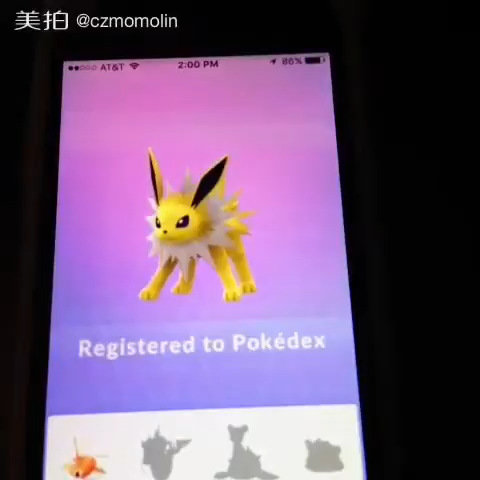 美拍 @czmomolin
AT&T 2:00 PM 86%
Registered to Pokédex